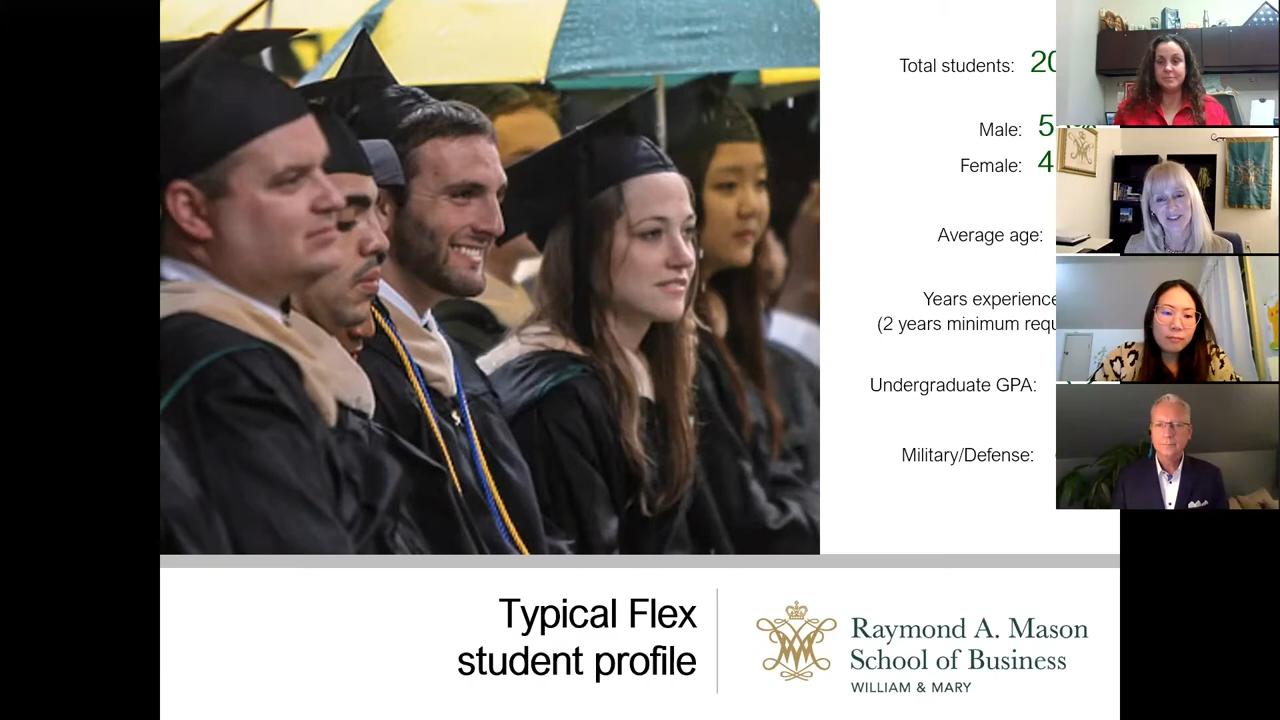 Total students: 20
Male: 5
Female: 4
Average age:
Years experience
(2 years minimum requ
Undergraduate GPA:
Military/Defense:
Typical Flex
student profile
Raymond A. Mason
School of Business
WILLIAM & MARY